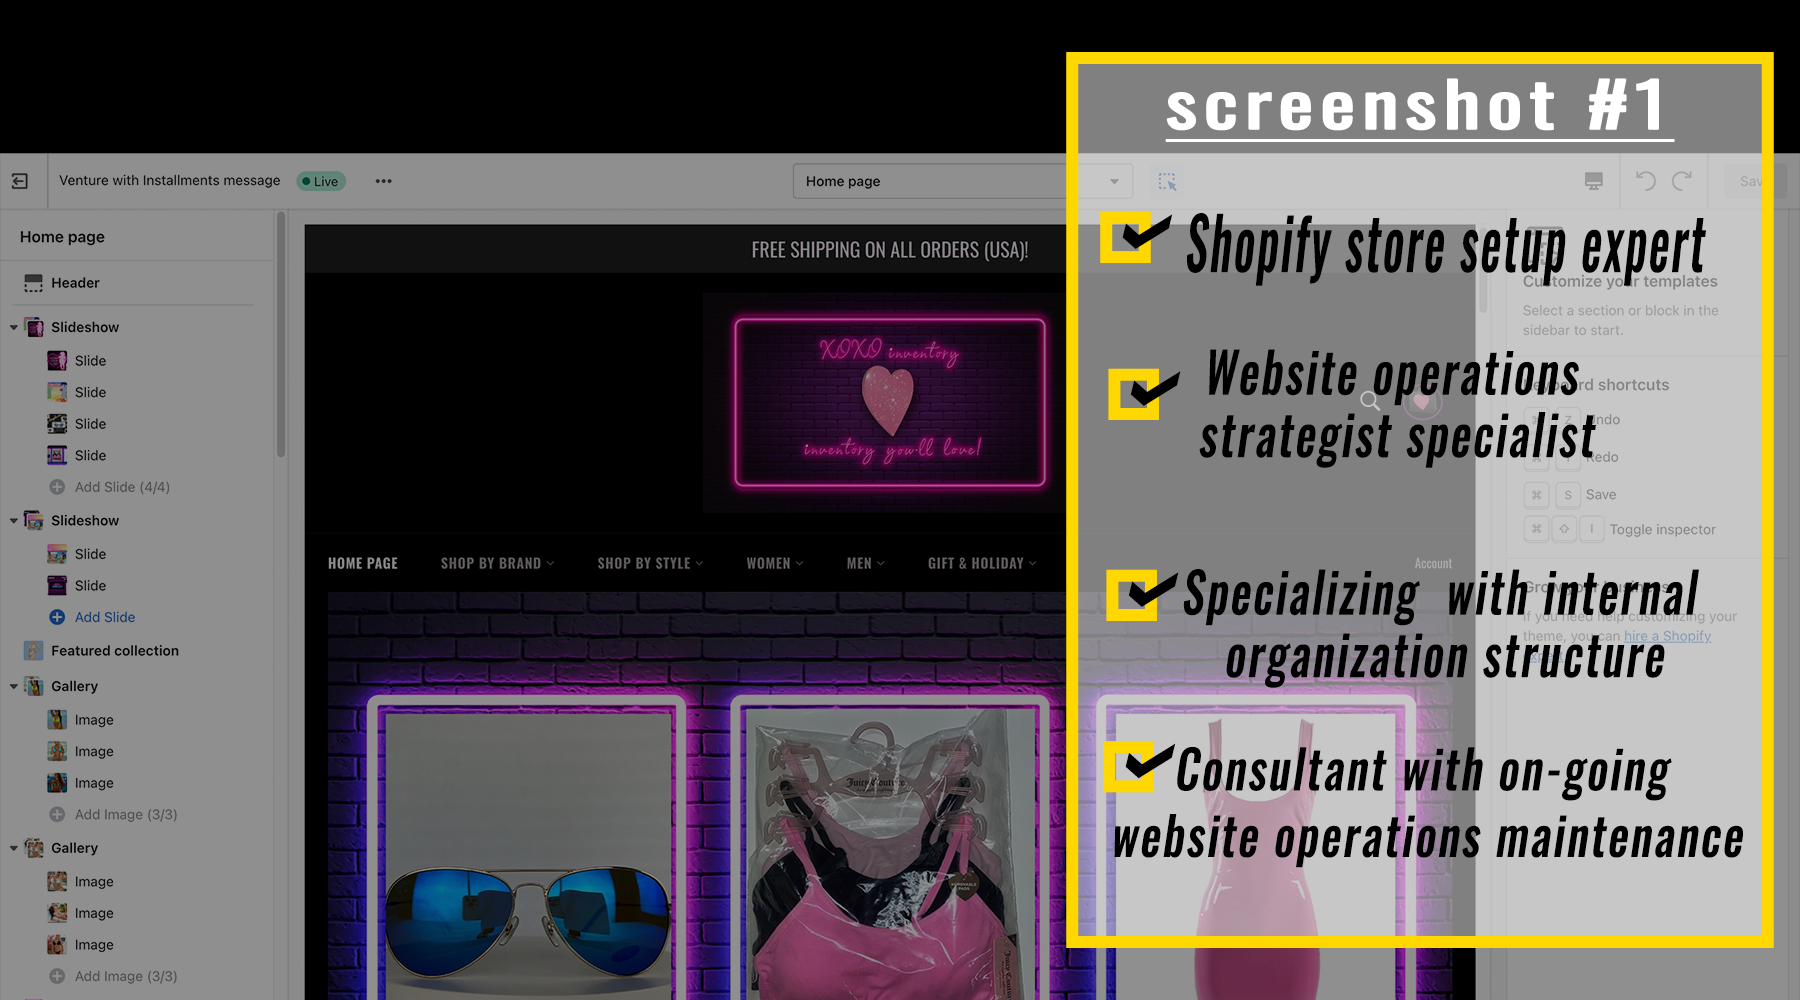 screenshot #1
Venture with Installments message
Live
Home page
Sav
Home page
Header
Slideshow
Slide
Slide
Slide
Slide
Add Slide (4/4)
Slideshow
Slide
Slide
Add Slide
Featured collection
Gallery
Image
Image
Image
Add Image (3/3)
Gallery
Image
Image
Image
Add Image (3/3)
FREE SHIPPING ON ALL ORDERS (USA)!
XOXO inventory
inventory you'll love!
HOME PAGE
SHOP BY BRAND
SHOP BY STYLE
WOMEN
MEN
GIFT & HOLIDAY
Account
Juicy Couture
Shopify store setup expert
Website operations
strategist specialist
Specializing with internal
organization structure
Consultant with on-going
website operations maintenance
Customize your templates
Select a section or block in the
sidebar to start.
Keyboard shortcuts
Undo
Redo
⌘ S Save
⌘ ⇧ I Toggle inspector
Grow your business
If you need help customizing your
theme, you can hire a Shopify